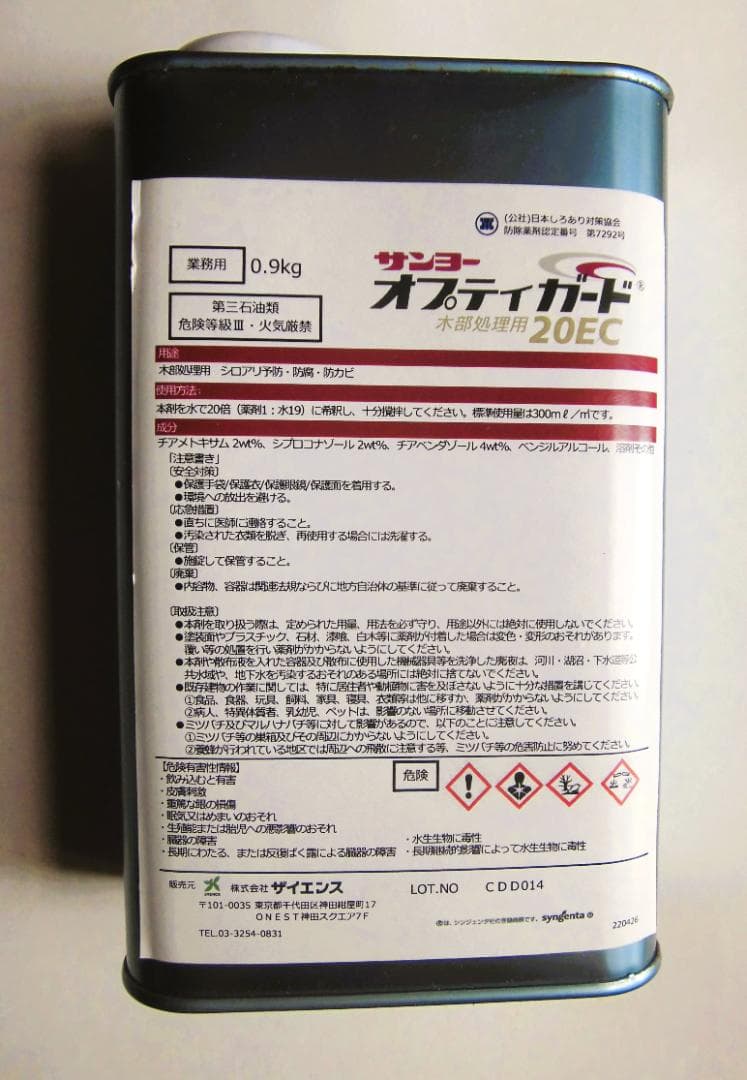 (公社)日本しろあり対策協会
防除薬剤認定番号 第7292号
業務用 0.9kg
サンヨー
オプティガード®
第三石油類
危険等級Ⅲ・火気厳禁
木部処理用 20EC
用途
木部処理用 シロアリ予防・防腐・防カビ
使用方法:
本剤を水で20倍（薬剤1：水19）に希釈し、十分攪拌してください。標準使用量は300mℓ／㎡です。
成分
チアメトキサム 2wt%、シプロコナゾール 2wt%、チアベンダゾール 4wt%、ベンジルアルコール、溶剤その他
「注意書き」
〔安全対策〕
●保護手袋/保護衣/保護眼鏡/保護面を着用する。
●環境への放出を避ける。
〔応急措置〕
●直ちに医師に連絡すること。
●汚染された衣類を脱ぎ、再使用する場合には洗濯する。
〔保管〕
●施錠して保管すること。
〔廃棄〕
●内容物、容器は関連法規ならびに地方自治体の基準に従って廃棄すること。
〔取扱注意〕
●本剤を取り扱う際は、定められた用量、用法を必ず守り、用途以外には絶対に使用しないでください。
●塗装面やプラスチック、石材、漆喰、白木等に薬剤が付着した場合は変色・変形のおそれがあります。
覆い等の処置を行い薬剤がかからないようにしてください。
●本剤や散布液を入れた容器及び散布に使用した機械器具等を洗浄した廃液は、河川・湖沼・下水道等公
共水域や、地下水を汚染するおそれのある場所には絶対に捨てないでください。
●既存建物の作業に関しては、特に居住者や動植物に害を及ぼさないように十分な措置を講じてください。
①食品、食器、玩具、飼料、家具、寝具、衣類等は他に移すか、薬剤がかからないようにしてください。
②病人、特異体質者、乳幼児、ペットは、影響のない場所に移動させてください。
●ミツバチ及びマルハナバチ等に対して影響があるので、以下のことに注意してください。
①ミツバチ等の巣箱及びその周辺にかからないようにしてください。
②養蜂が行われている地区では周辺への飛散に注意する等、ミツバチ等の危害防止に努めてください。
【危険有害性情報】
・飲み込むと有害
・皮膚刺激
・重篤な眼の損傷
・眠気又はめまいのおそれ
・生殖能または胎児への悪影響のおそれ
・臓器の障害
・長期にわたる、または反復ばく露による臓器の障害
危険
・水生生物に毒性
・長期継続的影響によって水生生物に毒性
販売元 株式会社 ザイエンス
〒101-0035 東京都千代田区神田紺屋町17
ONEST神田スクエア7F
TEL.03-3254-0831
LOT.NO CDD014
®は、シンジェンタ社の登録商標です。 syngenta ®
220426